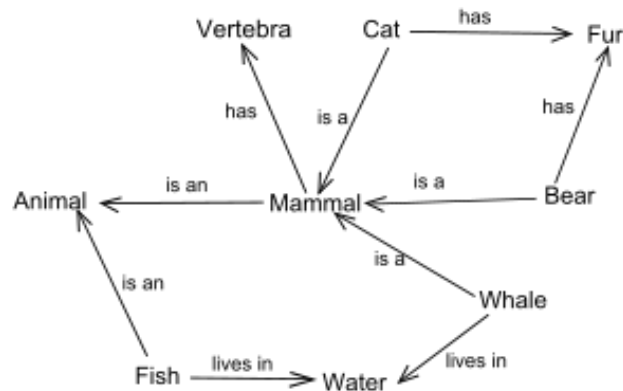 Vertebra
Cat
has
Fur
has
is a
has
Animal
is an
Mammal
is a
Bear
is an
is a
Whale
Fish
lives in
Water
lives in